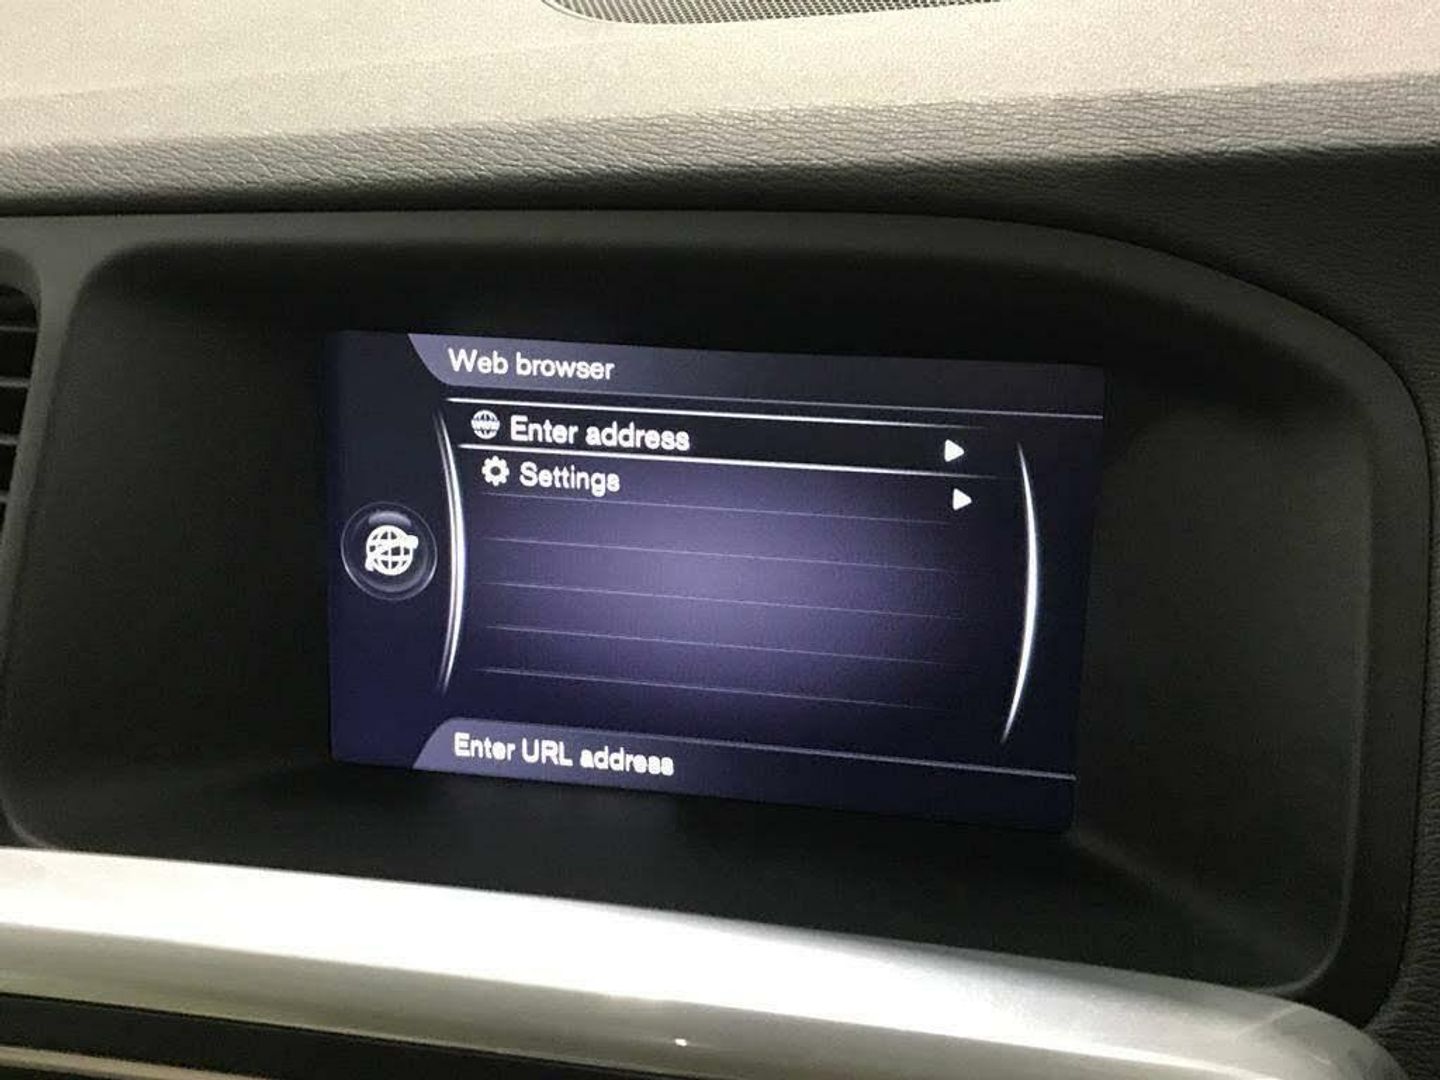 Web browser
Enter address
Settings
Enter URL address